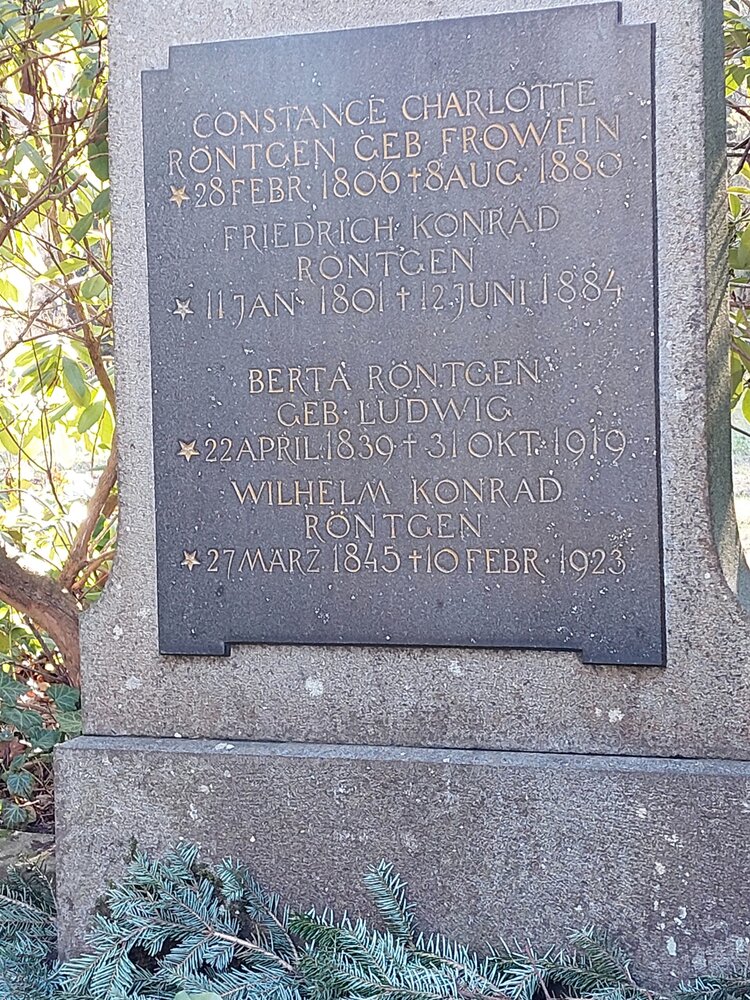 CONSTANCE CHARLOTTE
RÖNTGEN GEB FROWEIN
★ 28 FEBR· 1806 † 8 AUG· 1880
FRIEDRICH KONRAD
RÖNTGEN
★ 11 JAN· 1801 † 12 JUNI 1884
BERTA RÖNTGEN
GEB· LUDWIG
★ 22 APRIL 1839 † 31 OKT· 1919
WILHELM KONRAD
RÖNTGEN
★ 27 MÄRZ 1845 † 10 FEBR· 1923